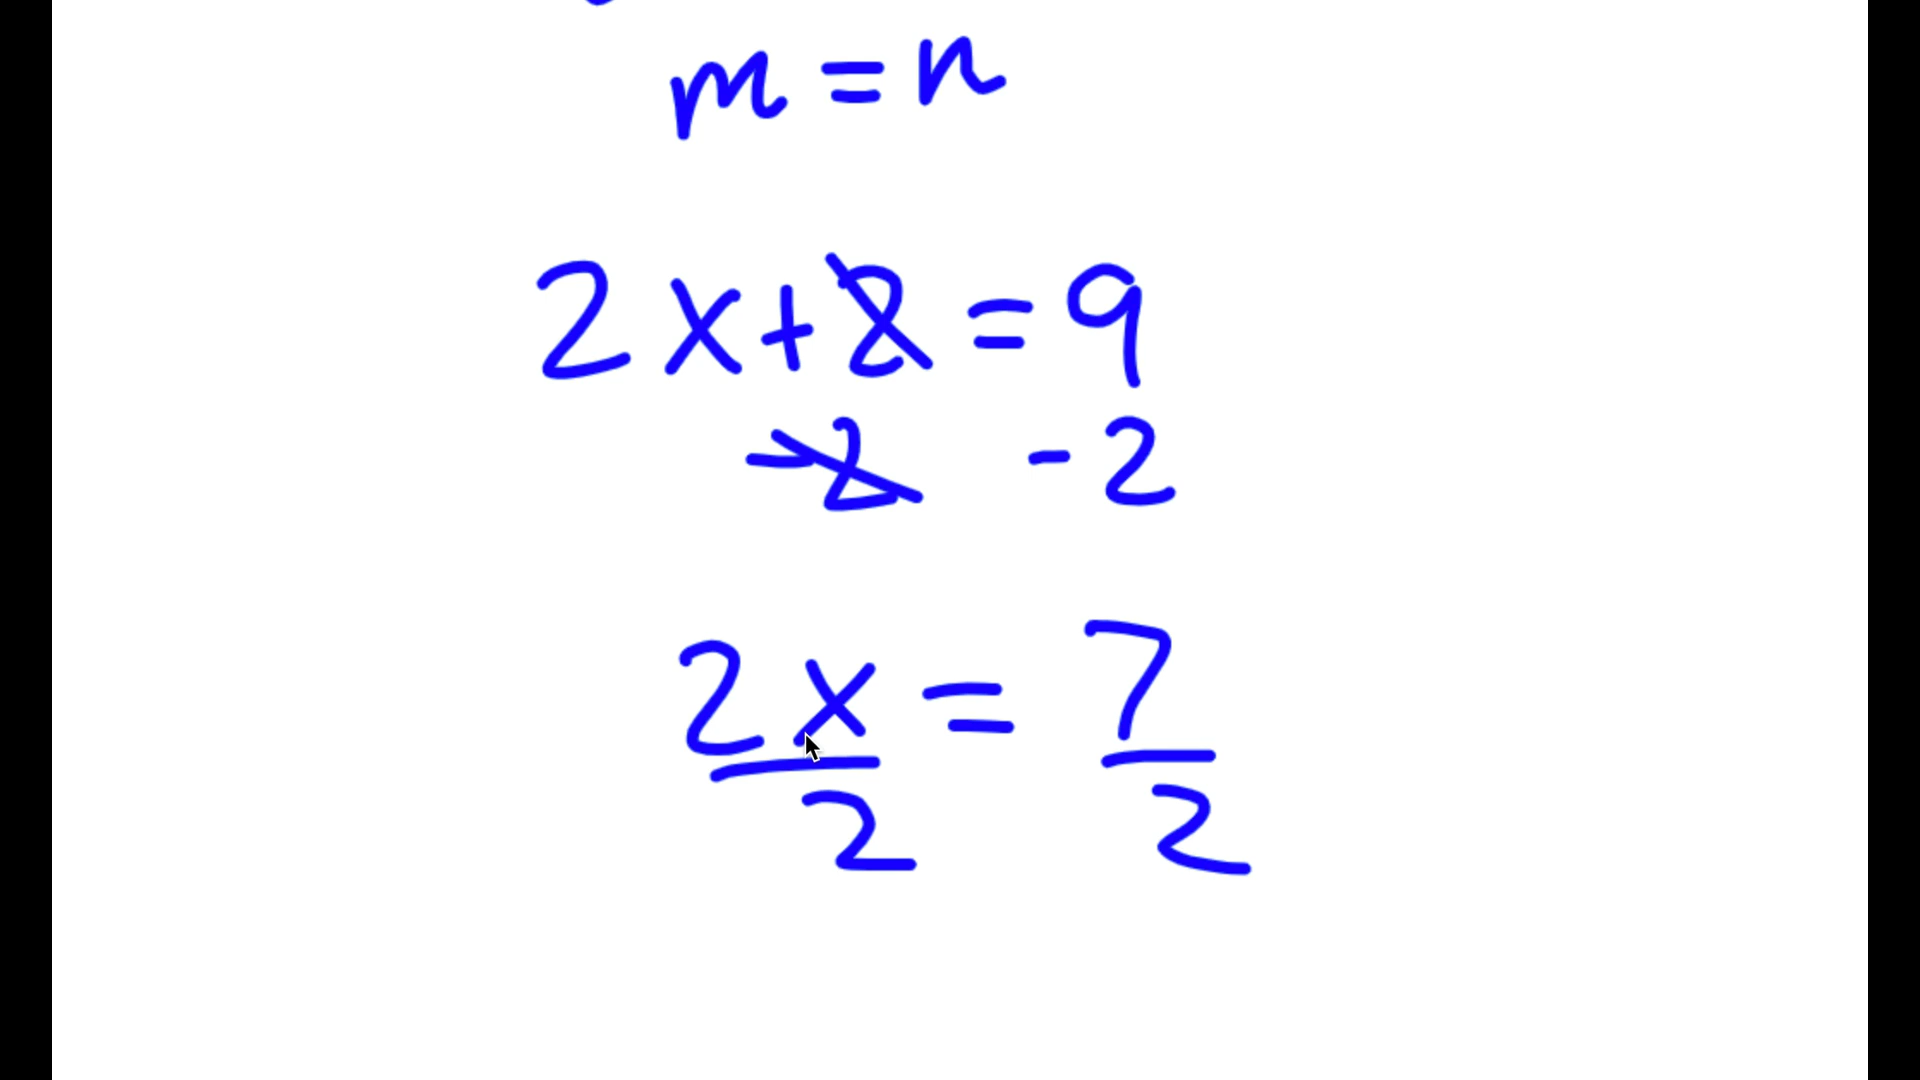 m = n
2x + 2 = 9
-2 -2
2x = 7
2 2